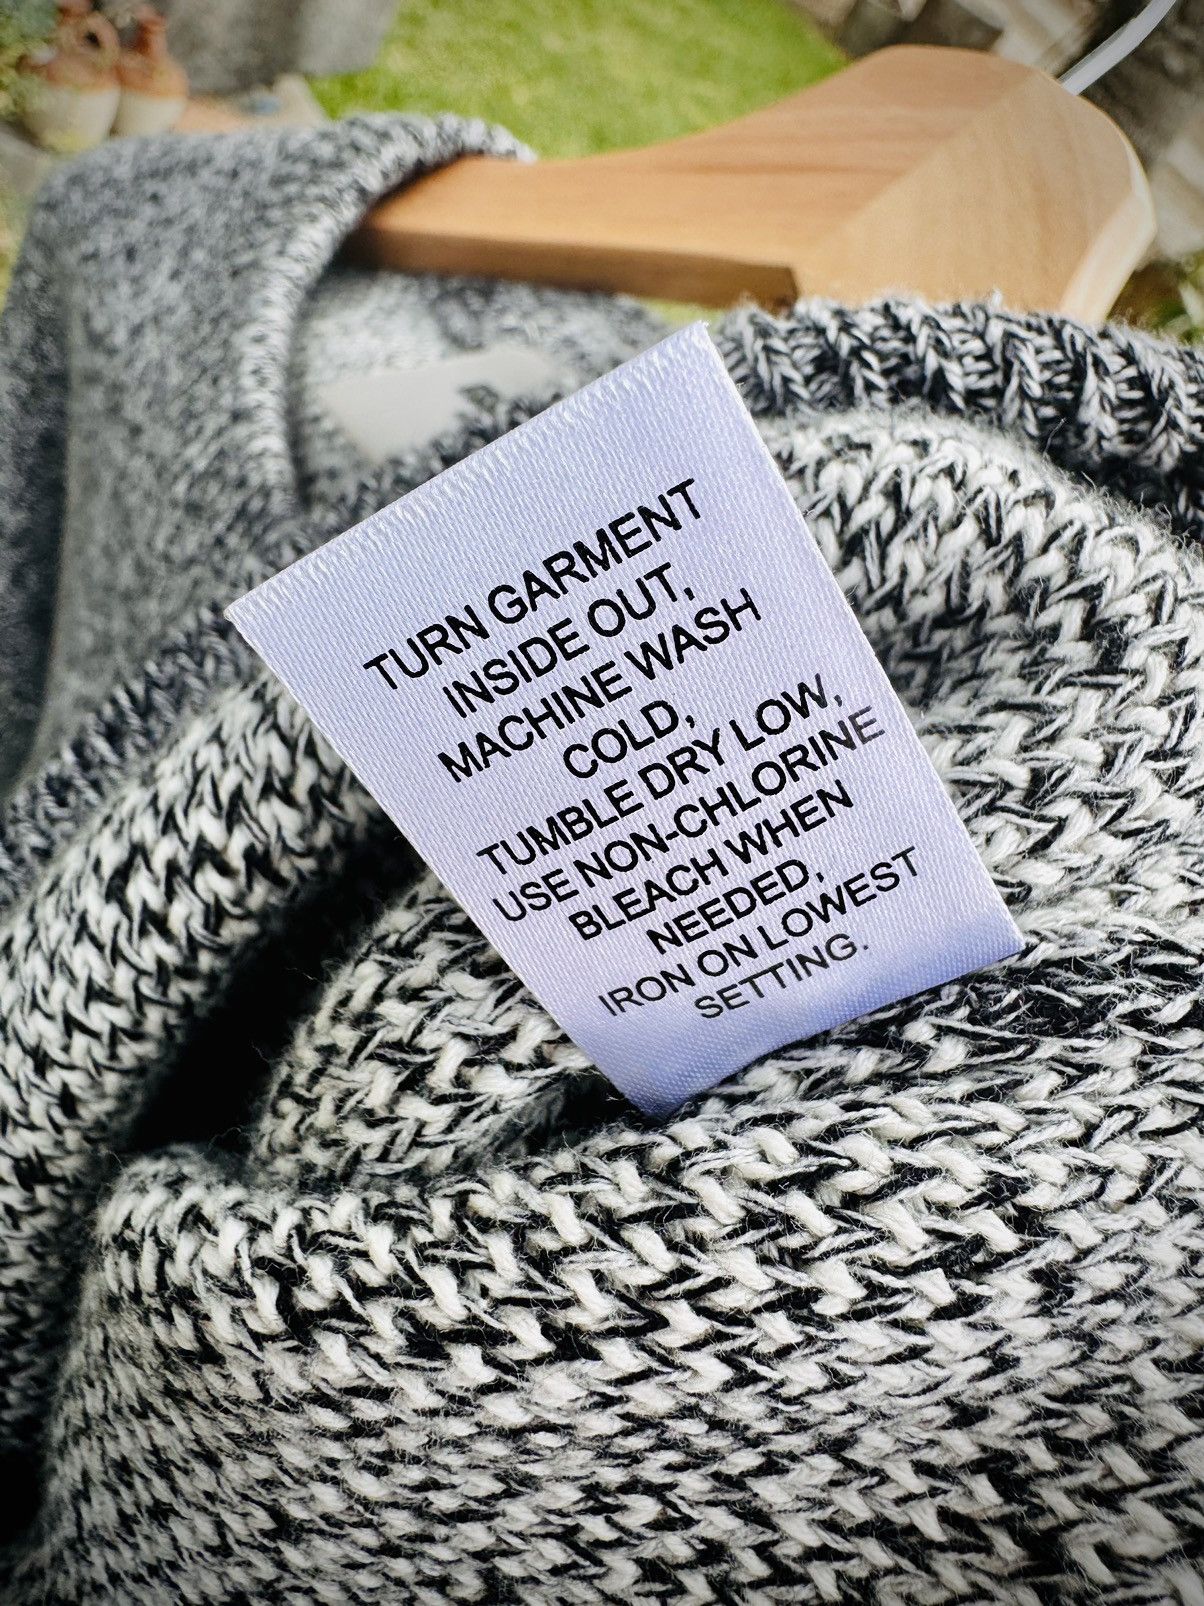 TURN GARMENT
INSIDE OUT,
MACHINE WASH
COLD,
TUMBLE DRY LOW,
USE NON-CHLORINE
BLEACH WHEN
NEEDED,
IRON ON LOWEST
SETTING.